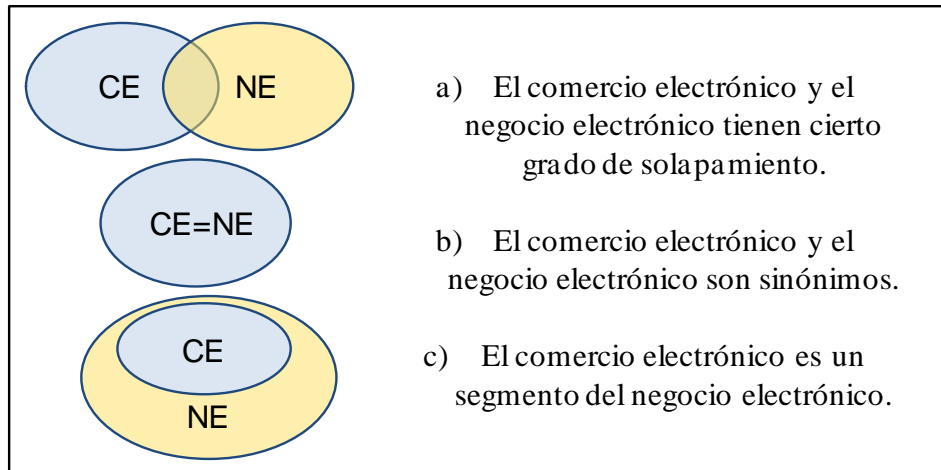 CE NE
a) El comercio electrónico y el
negocio electrónico tienen cierto
grado de solapamiento.
CE=NE
b) El comercio electrónico y el
negocio electrónico son sinónimos.
CE
NE
c) El comercio electrónico es un
segmento del negocio electrónico.